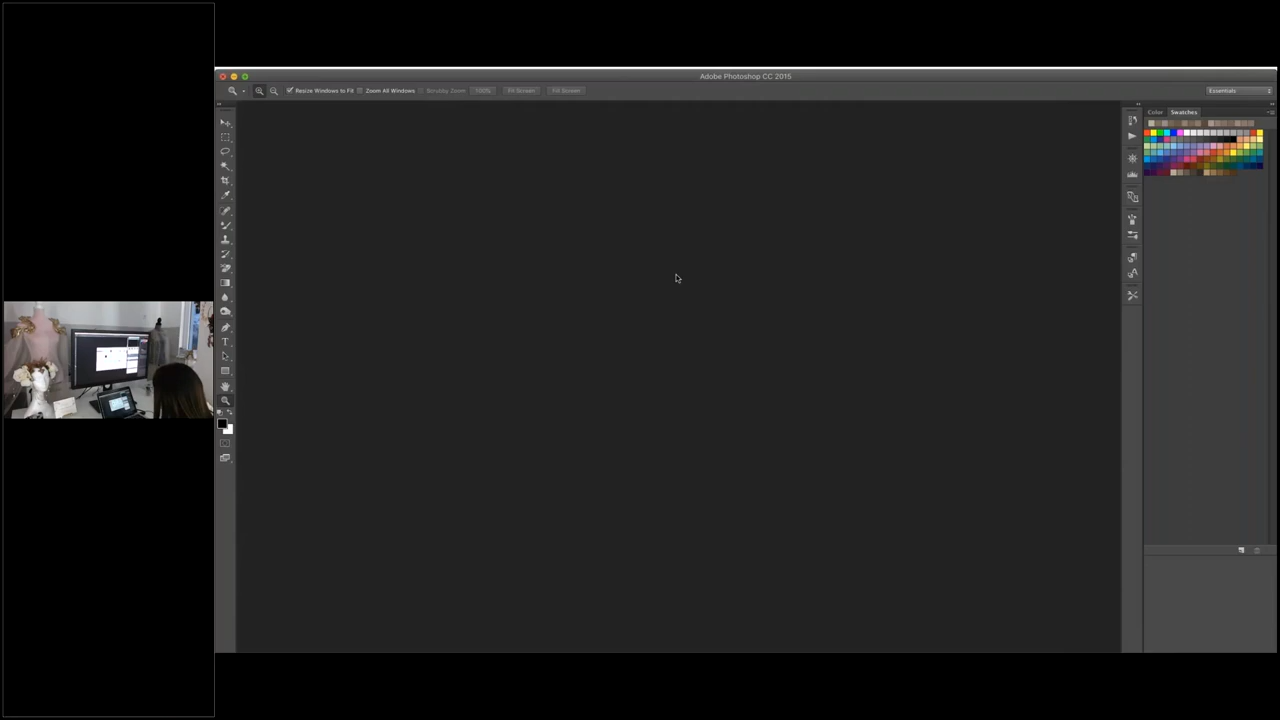 Adobe Photoshop CC 2015
Resize Windows to Fit Zoom All Windows Scrubby Zoom 100% Fit Screen Fill Screen Essentials
Color Swatches